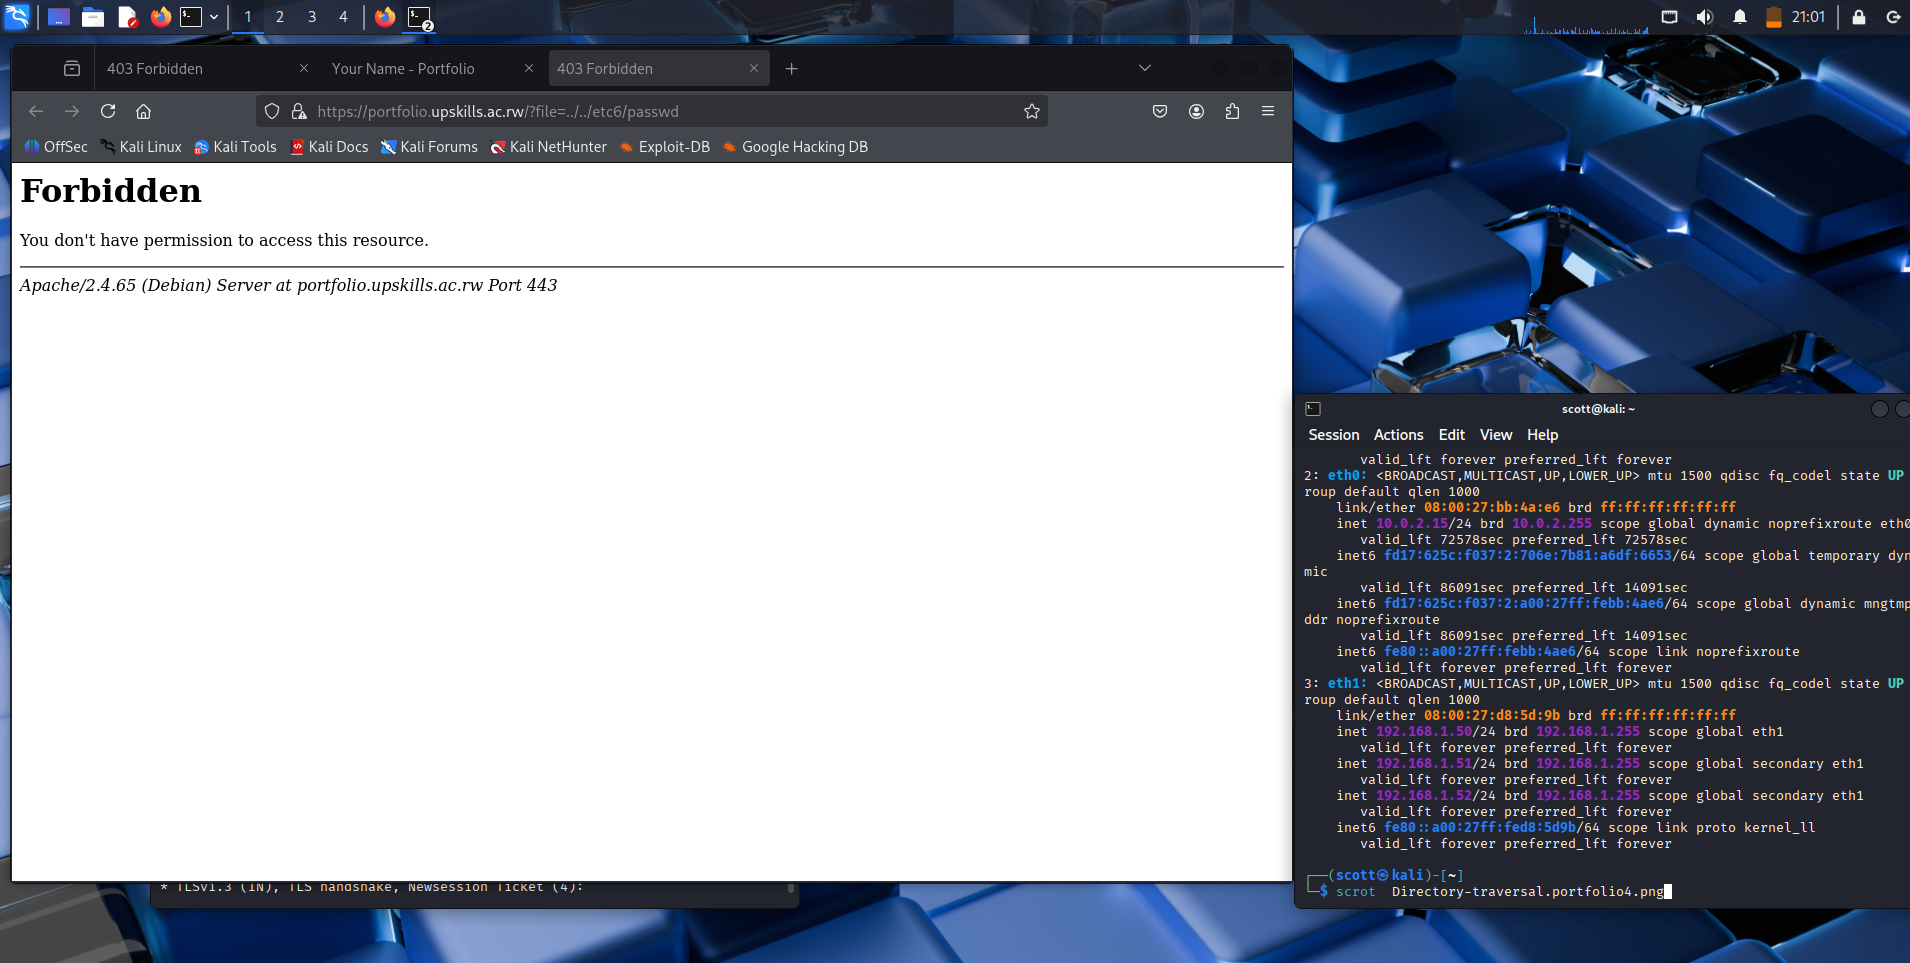 1 2 3 4 2 21:01
403 Forbidden
Your Name - Portfolio
403 Forbidden
https://portfolio.upskills.ac.rw/?file=../../etc6/passwd
OffSec Kali Linux Kali Tools Kali Docs Kali Forums Kali NetHunter Exploit-DB Google Hacking DB
Forbidden
You don't have permission to access this resource.
Apache/2.4.65 (Debian) Server at portfolio.upskills.ac.rw Port 443
* TLSv1.3 (IN), TLS handshake, Newsession Ticket (4):
scott@kali: ~
Session Actions Edit View Help
valid_lft forever preferred_lft forever
2: eth0: <BROADCAST,MULTICAST,UP,LOWER_UP> mtu 1500 qdisc fq_codel state UP
roup default qlen 1000
link/ether 08:00:27:bb:4a:e6 brd ff:ff:ff:ff:ff:ff
inet 10.0.2.15/24 brd 10.0.2.255 scope global dynamic noprefixroute eth0
valid_lft 72578sec preferred_lft 72578sec
inet6 fd17:625c:f037:2:706e:7b81:a6df:6653/64 scope global temporary dyn
mic
valid_lft 86091sec preferred_lft 14091sec
inet6 fd17:625c:f037:2:a00:27ff:febb:4ae6/64 scope global dynamic mngtmp
ddr noprefixroute
valid_lft 86091sec preferred_lft 14091sec
inet6 fe80::a00:27ff:febb:4ae6/64 scope link noprefixroute
valid_lft forever preferred_lft forever
3: eth1: <BROADCAST,MULTICAST,UP,LOWER_UP> mtu 1500 qdisc fq_codel state UP
roup default qlen 1000
link/ether 08:00:27:d8:5d:9b brd ff:ff:ff:ff:ff:ff
inet 192.168.1.50/24 brd 192.168.1.255 scope global eth1
valid_lft forever preferred_lft forever
inet 192.168.1.51/24 brd 192.168.1.255 scope global secondary eth1
valid_lft forever preferred_lft forever
inet 192.168.1.52/24 brd 192.168.1.255 scope global secondary eth1
valid_lft forever preferred_lft forever
inet6 fe80::a00:27ff:fed8:5d9b/64 scope link proto kernel_ll
valid_lft forever preferred_lft forever
┌──(scott㉿kali)-[~]
└─$ scrot  Directory-traversal.portfolio4.png